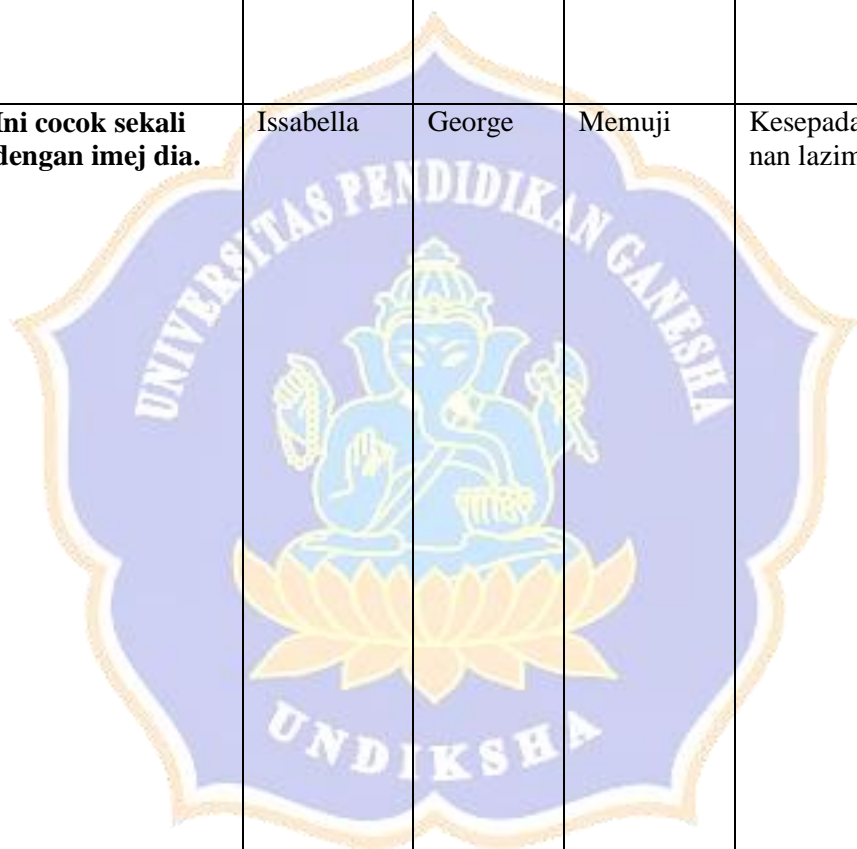 Ini cocok sekali
dengan imej dia.
Issabella
George
Memuji
Kesepada
nan lazim
UNIVERSITAS PENDIDIKAN GANESHA
UNDIKSHA